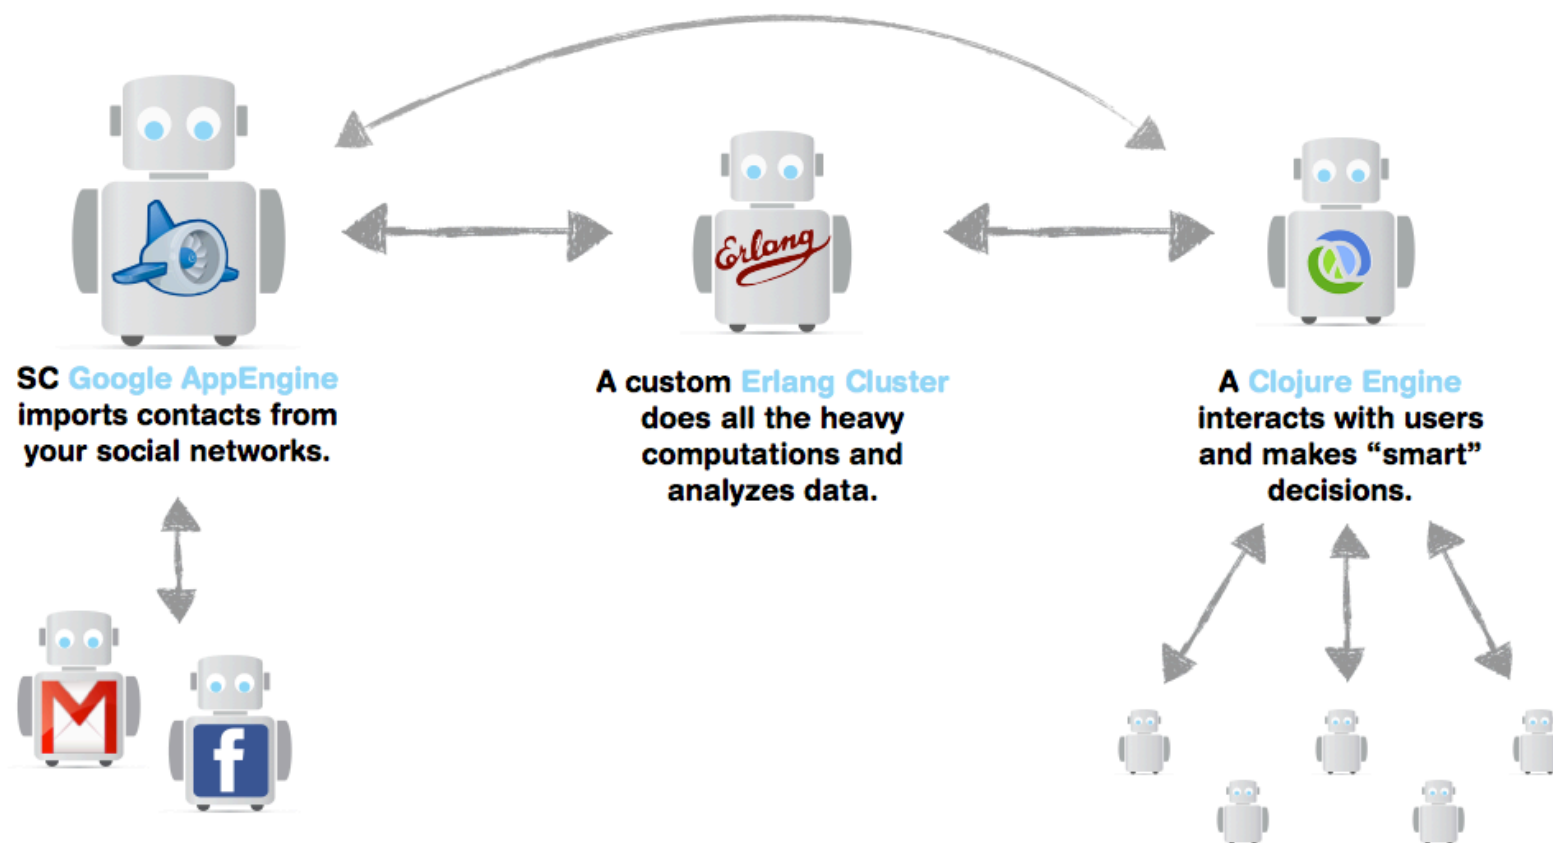 Erlang
SC Google AppEngine
imports contacts from
your social networks.
A custom Erlang Cluster
does all the heavy
computations and
analyzes data.
A Clojure Engine
interacts with users
and makes “smart”
decisions.
M
f